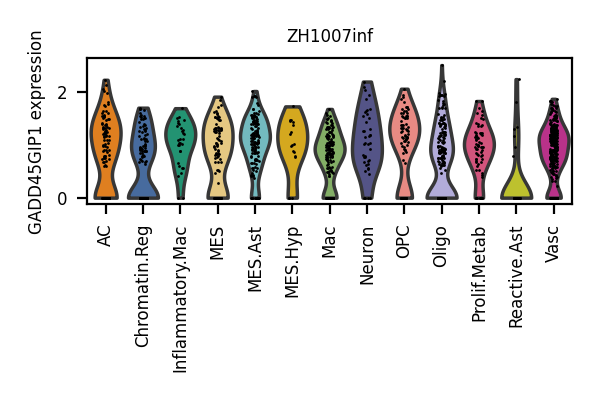 ZH1007inf
GADD45GIP1 expression
2
0
AC
Chromatin.Reg
Inflammatory.Mac
MES
MES.Ast
MES.Hyp
Mac
Neuron
OPC
Oligo
Prolif.Metab
Reactive.Ast
Vasc